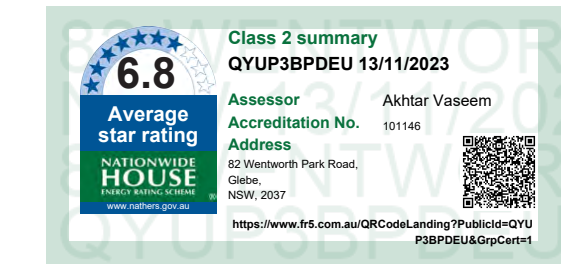 6.8
Average
star rating
NATIONWIDE
HOUSE
ENERGY RATING SCHEME ®
www.nathers.gov.au
Class 2 summary
QYUP3BPDEU 13/11/2023
Assessor Akhtar Vaseem
Accreditation No. 101146
Address
82 Wentworth Park Road,
Glebe,
NSW, 2037
https://www.fr5.com.au/QRCodeLanding?PublicId=QYU
P3BPDEU&GrpCert=1